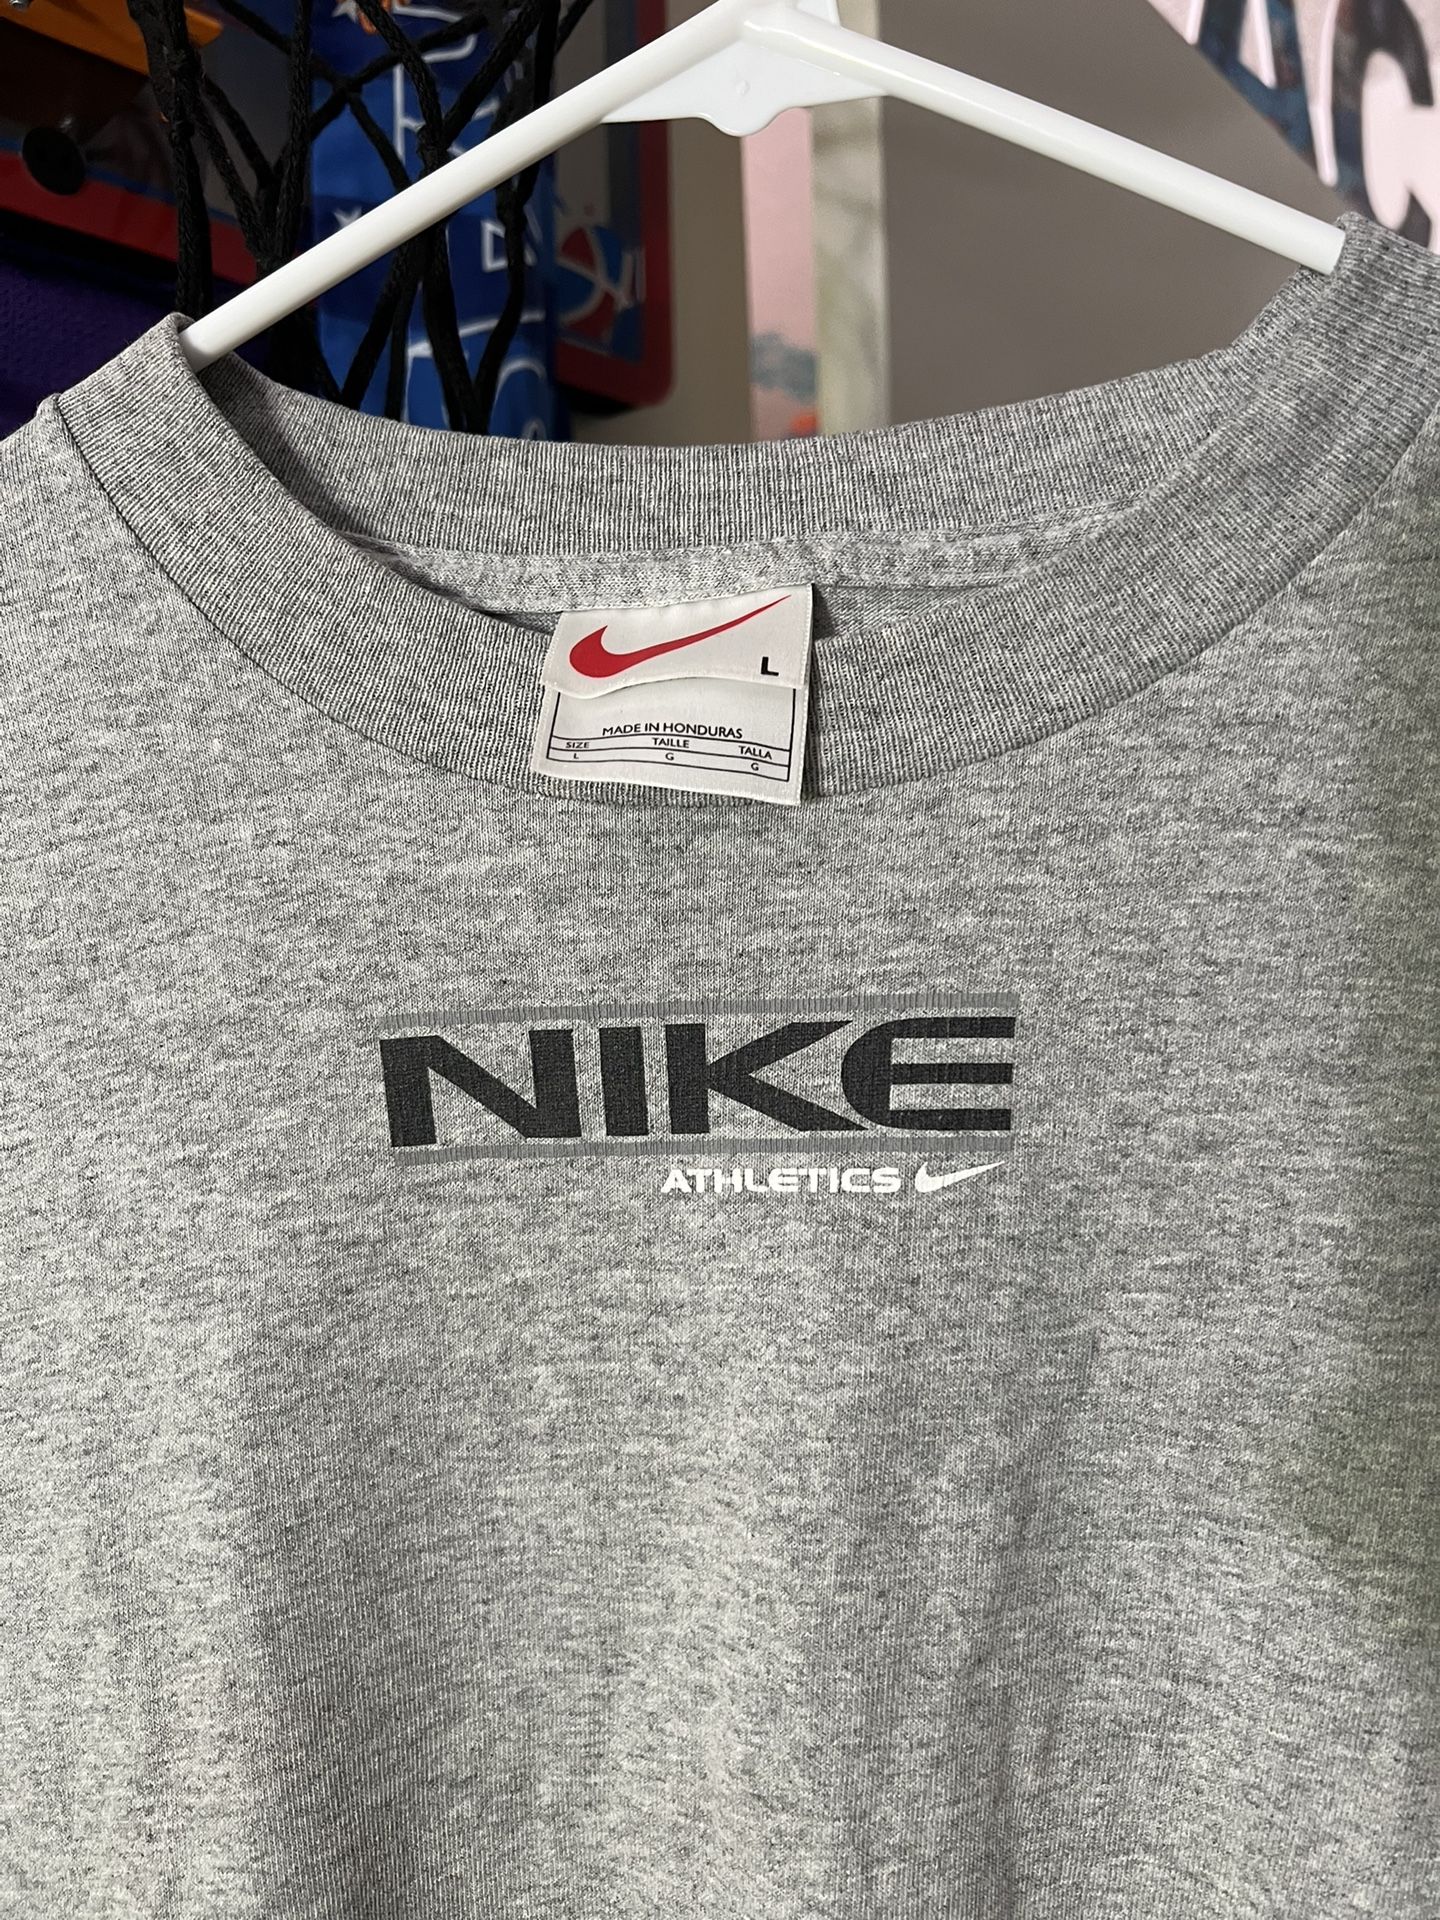 L
MADE IN HONDURAS
SIZE TAILLE TALLA
L G G
NIKE
ATHLETICS